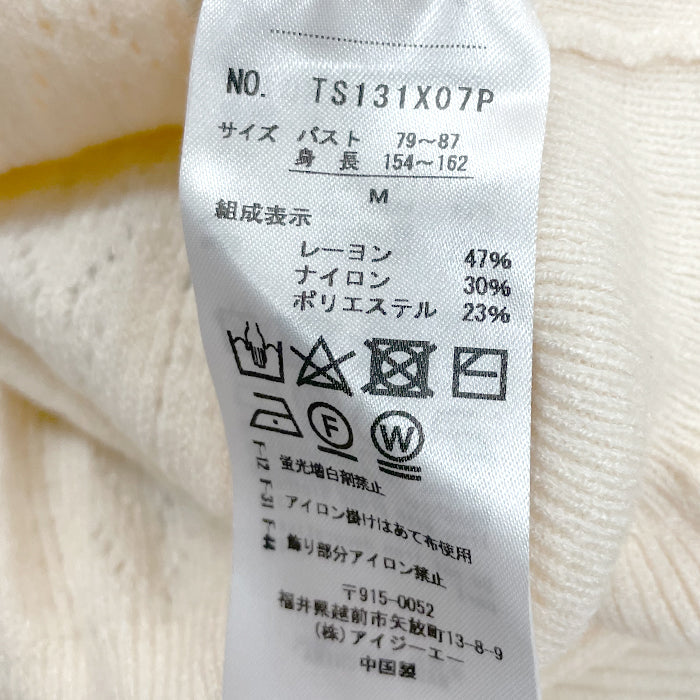 NO. TS131X07P
サイズ バスト 79~87
身長 154~162
M
組成表示
レーヨン 47%
ナイロン 30%
ポリエステル 23%
F W
F-12 蛍光増白剤禁止
F-31 アイロン掛けはあて布使用
F-44 飾り部分アイロン禁止
〒915-0052
福井県越前市矢放町13-8-9
(株)アイジーエー
中国製